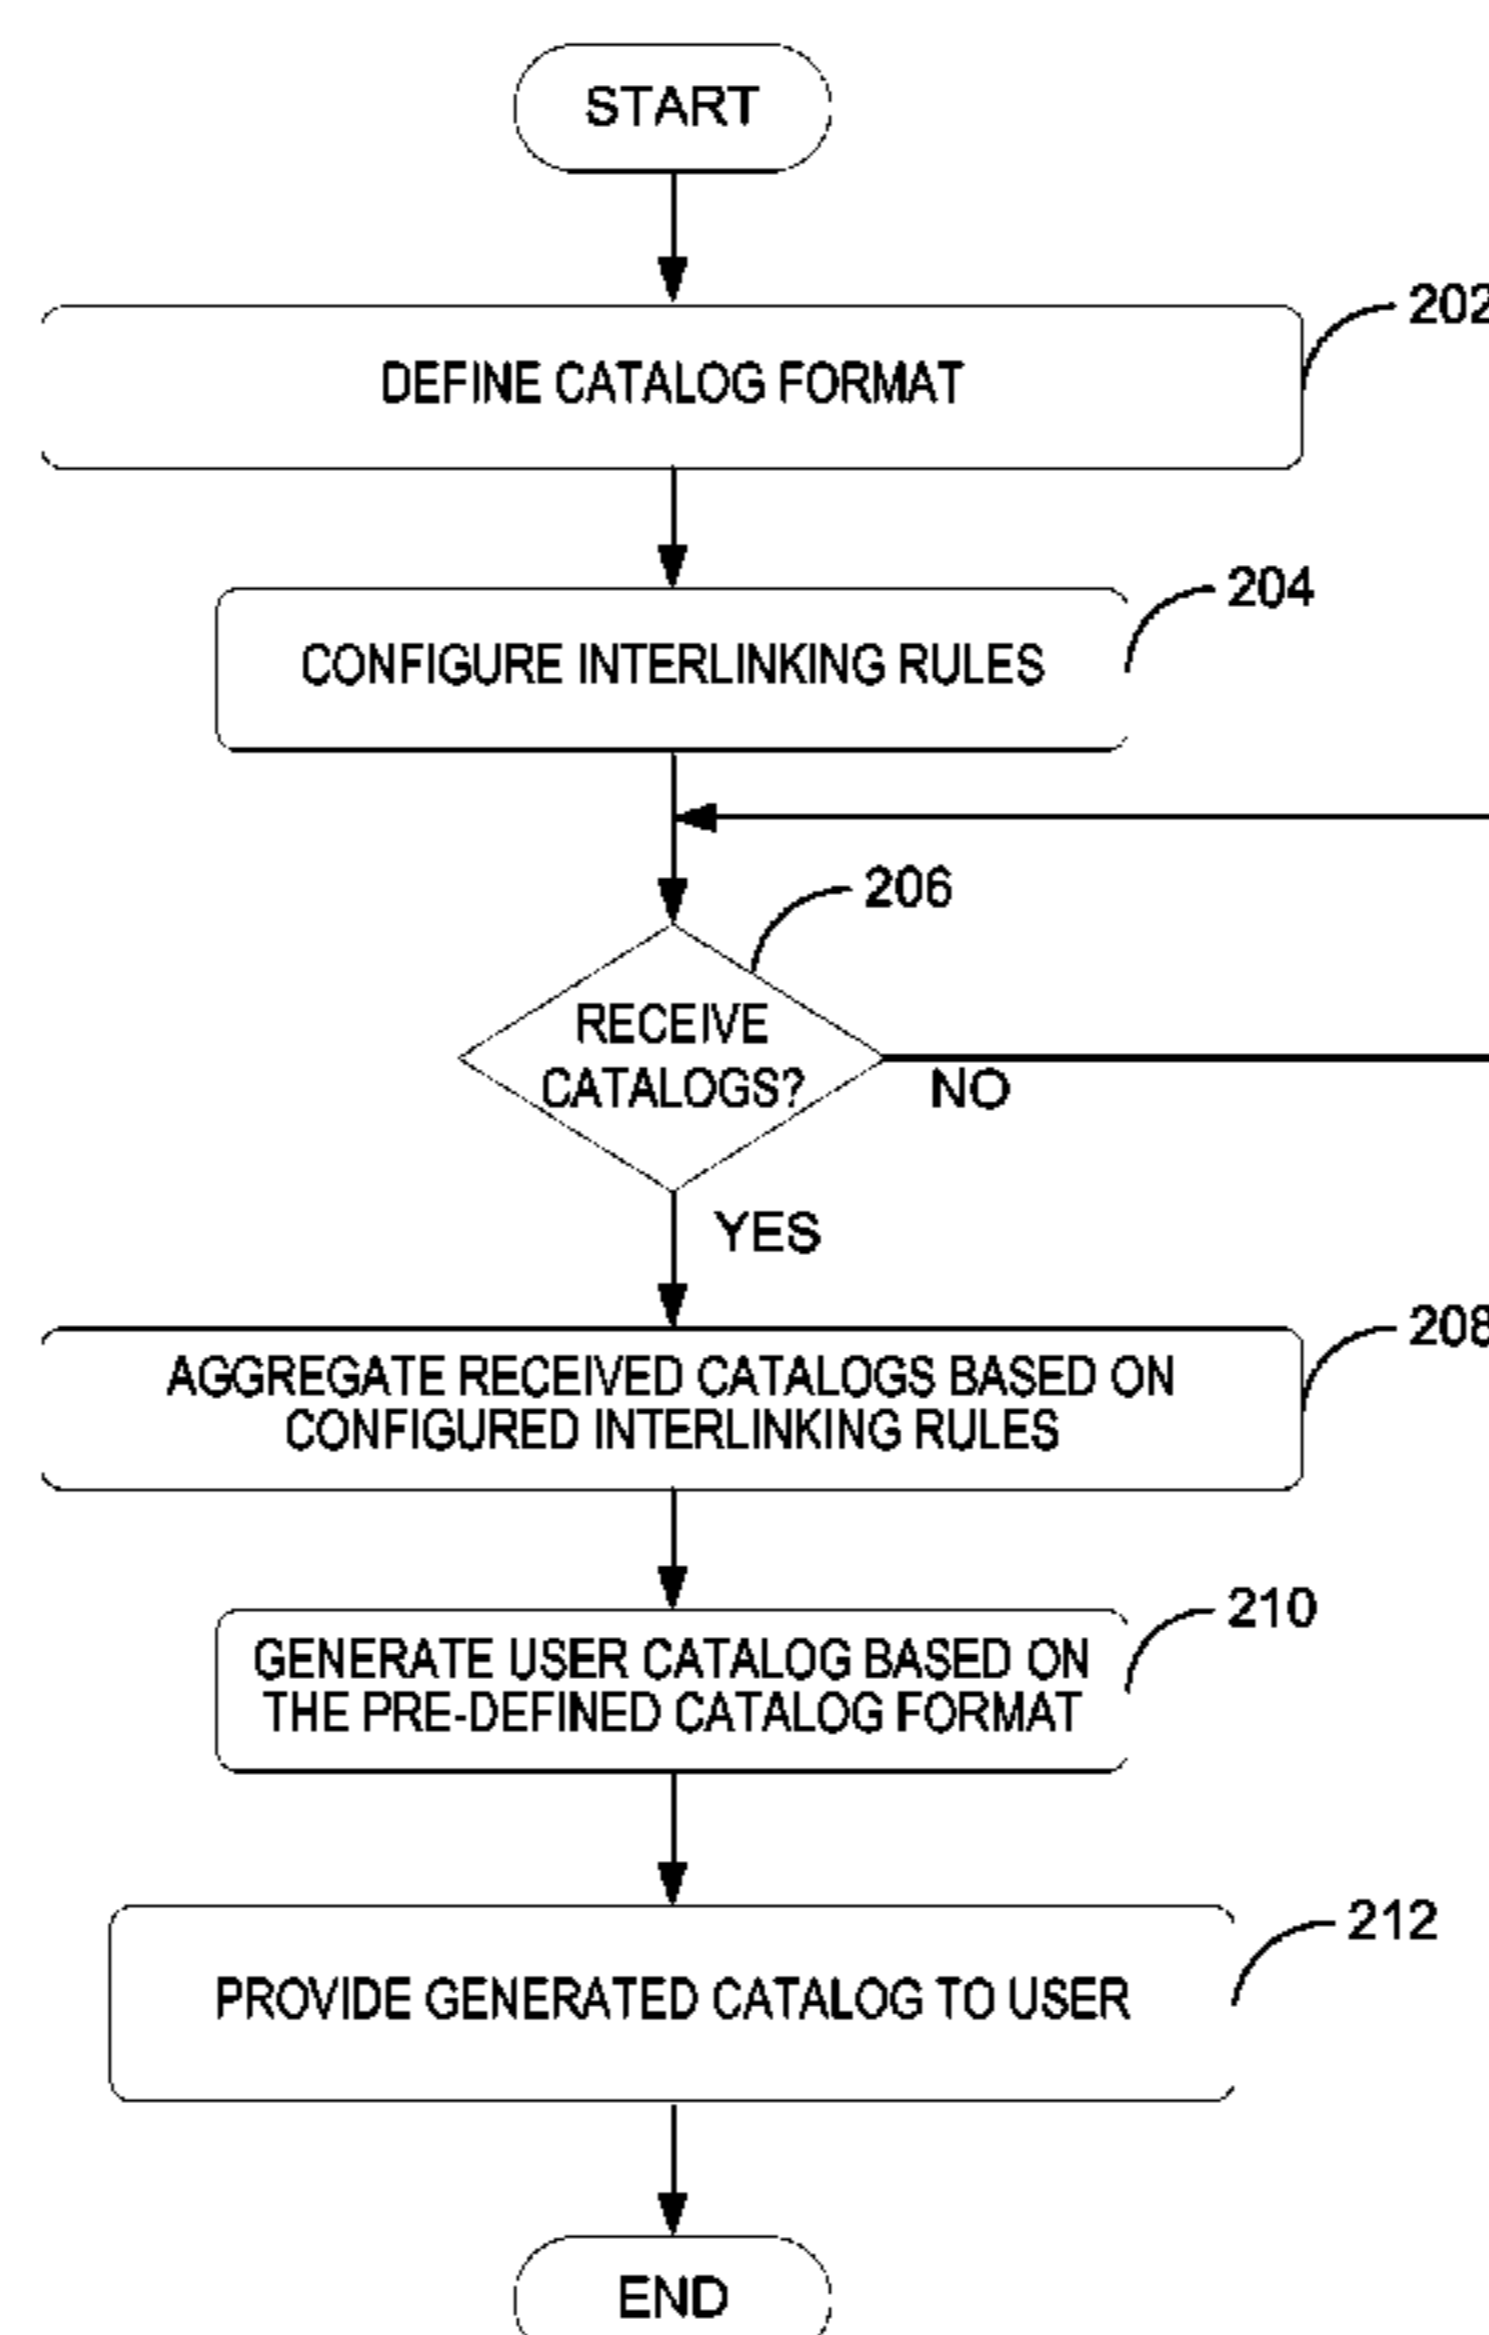 START
202
DEFINE CATALOG FORMAT
204
CONFIGURE INTERLINKING RULES
206
RECEIVE
CATALOGS?
NO
YES
208
AGGREGATE RECEIVED CATALOGS BASED ON
CONFIGURED INTERLINKING RULES
210
GENERATE USER CATALOG BASED ON
THE PRE-DEFINED CATALOG FORMAT
212
PROVIDE GENERATED CATALOG TO USER
END